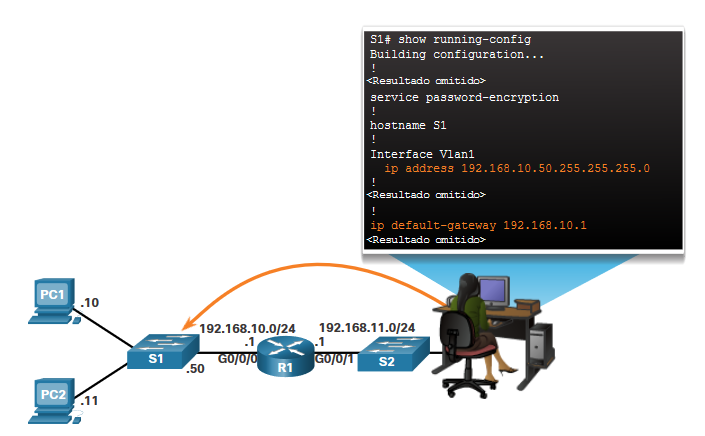 S1# show running-config
Building configuration...
!
<Resultado omitido>
service password-encryption
!
hostname S1
!
Interface Vlan1
ip address 192.168.10.50.255.255.255.0
!
<Resultado omitido>
!
ip default-gateway 192.168.10.1
<Resultado omitido>
PC1
.10
192.168.10.0/24
192.168.11.0/24
.1
.1
S1
G0/0/0
R1
G0/0/1
S2
.50
PC2
.11